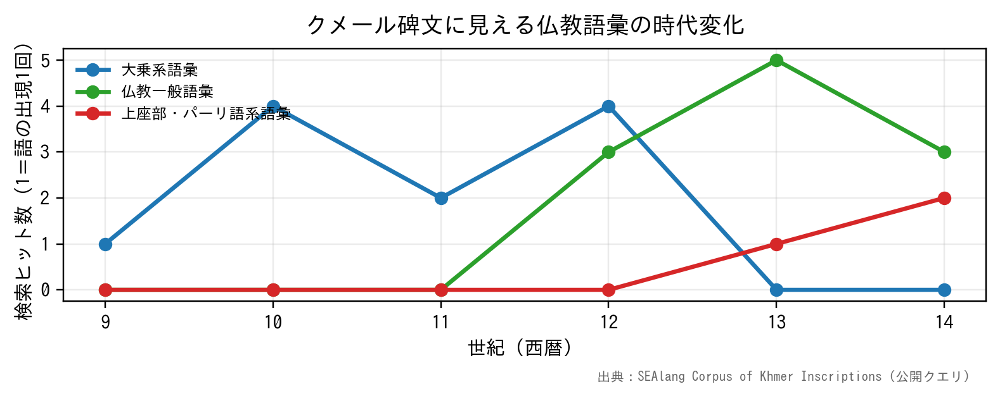 クメール碑文に見える仏教語彙の時代変化
検索ヒット数（1＝語の出現1回）
5
4
3
2
1
0
大乗系語彙
仏教一般語彙
上座部・パーリ語系語彙
9 10 11 12 13 14
世紀（西暦）
出典：SEAlang Corpus of Khmer Inscriptions（公開クエリ）